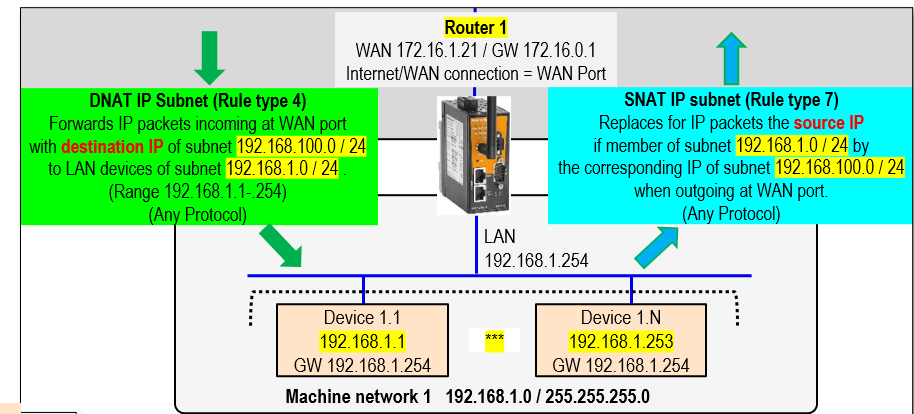 Router 1
WAN 172.16.1.21 / GW 172.16.0.1
Internet/WAN connection = WAN Port
DNAT IP Subnet (Rule type 4)
Forwards IP packets incoming at WAN port
with destination IP of subnet 192.168.100.0 / 24
to LAN devices of subnet 192.168.1.0 / 24 .
(Range 192.168.1.1-.254)
(Any Protocol)
SNAT IP subnet (Rule type 7)
Replaces for IP packets the source IP
if member of subnet 192.168.1.0 / 24 by
the corresponding IP of subnet 192.168.100.0 / 24
when outgoing at WAN port.
(Any Protocol)
LAN
192.168.1.254
Device 1.1
192.168.1.1
GW 192.168.1.254
***
Device 1.N
192.168.1.253
GW 192.168.1.254
Machine network 1 192.168.1.0 / 255.255.255.0